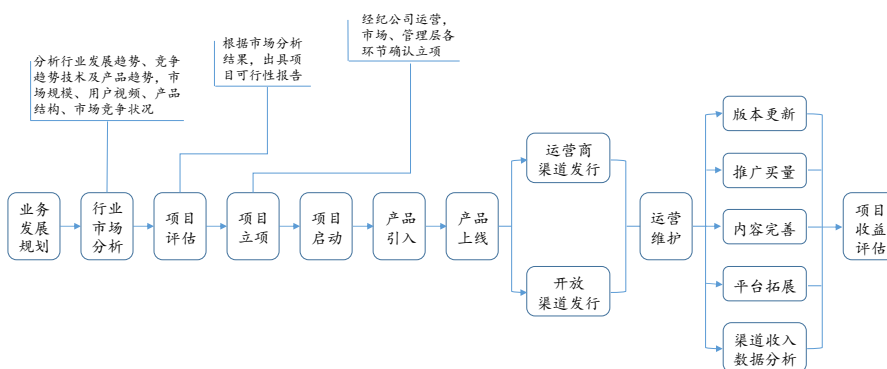 分析行业发展趋势、竞争
趋势技术及产品趋势，市
场规模、用户视频、产品
结构、市场竞争状况
根据市场分析
结果，出具项
目可行性报告
经纪公司运营，
市场、管理层各
环节确认立项
业务
发展
规划
行业
市场
分析
项目
评估
项目
立项
项目
启动
产品
引入
产品
上线
运营商
渠道发行
开放
渠道发行
运营
维护
版本更新
推广买量
内容完善
平台拓展
渠道收入
数据分析
项目
收益
评估